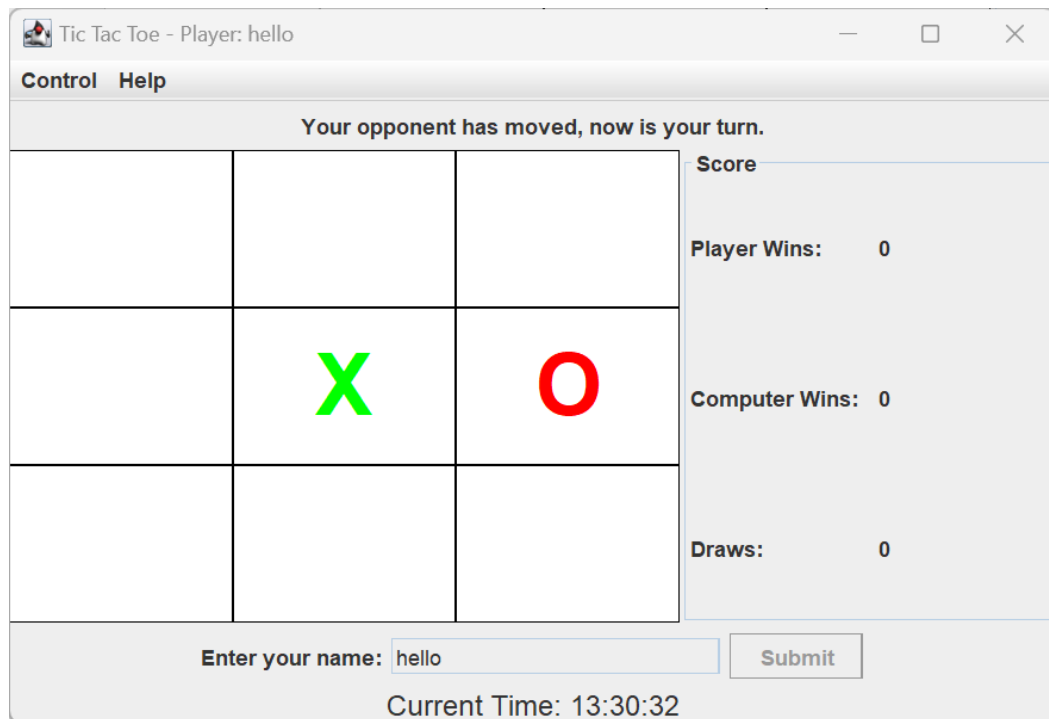 Tic Tac Toe - Player: hello
Control Help
Your opponent has moved, now is your turn.
Score
Player Wins: 0
X O
Computer Wins: 0
Draws: 0
Enter your name: hello Submit
Current Time: 13:30:32